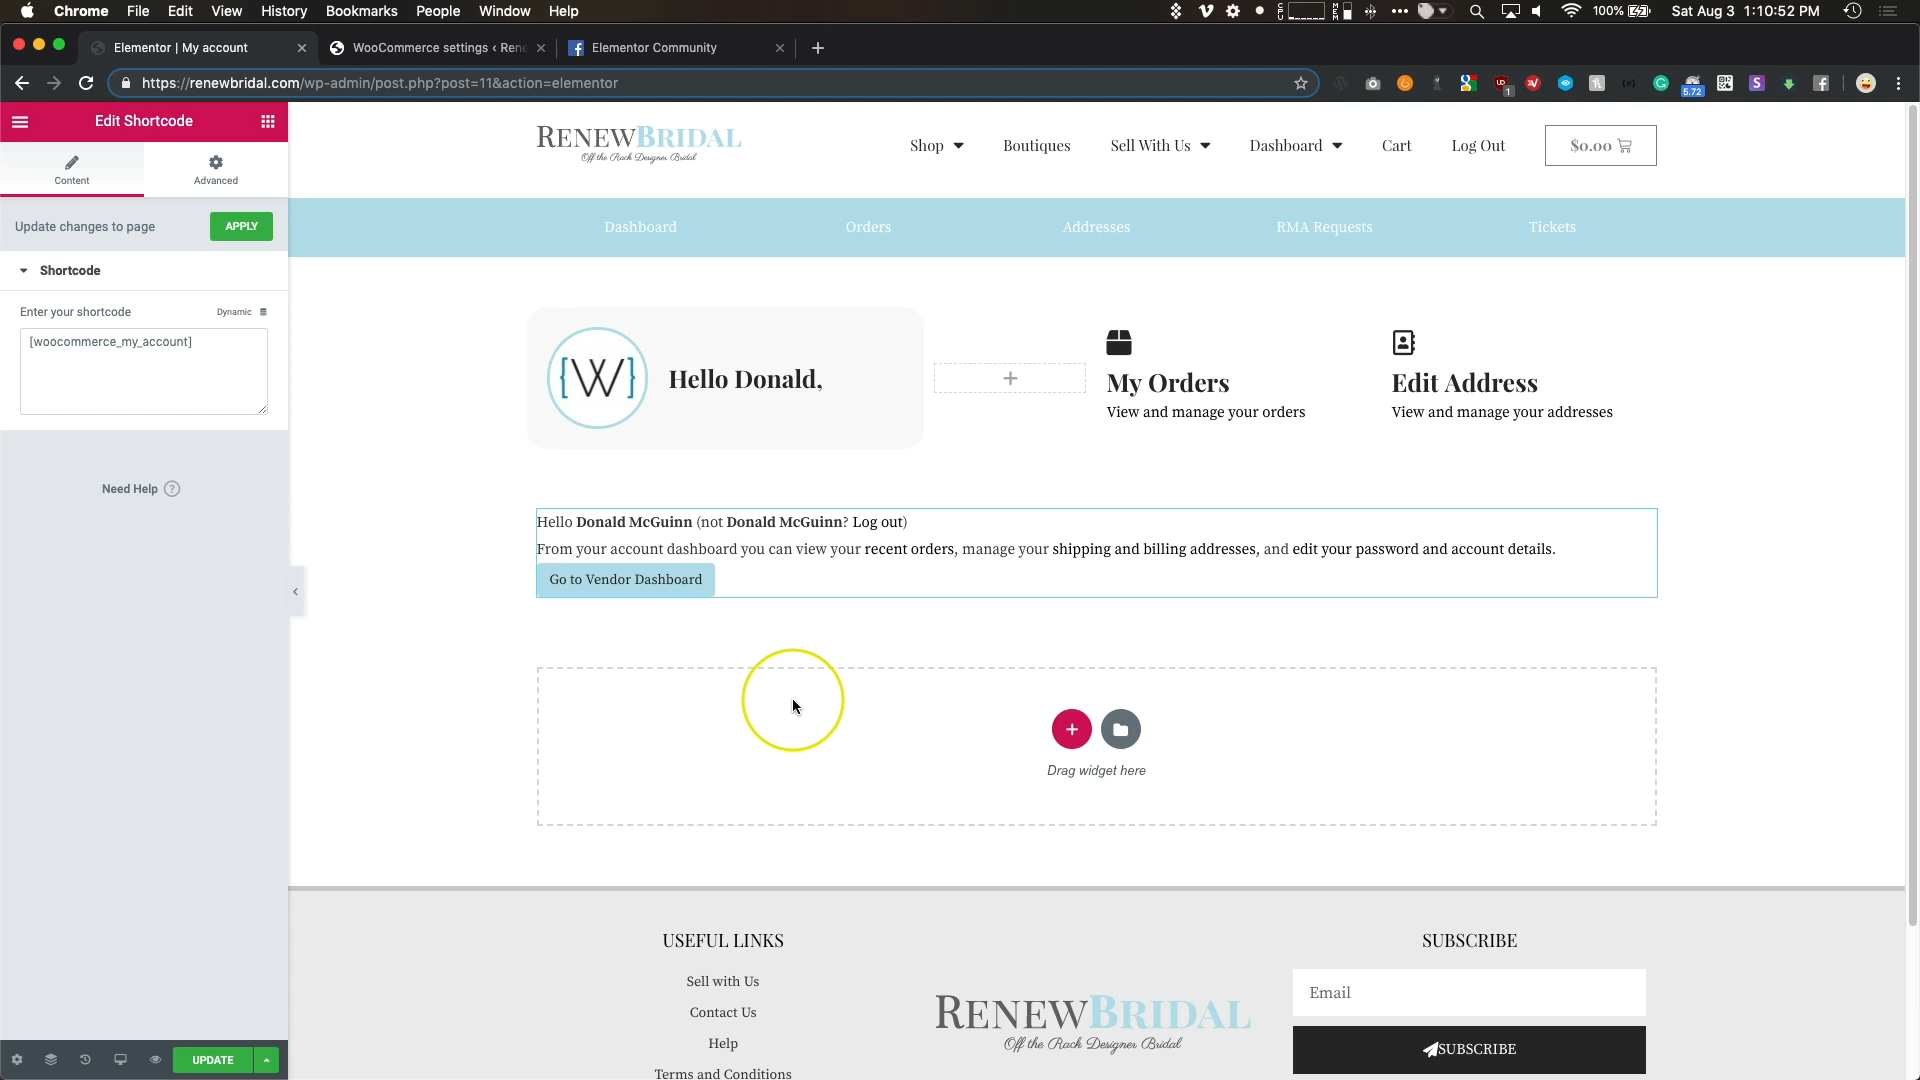 Chrome File Edit View History Bookmarks People Window Help
100% Sat Aug 3 1:10:52 PM
Elementor | My account
WooCommerce settings ‹ Rene
Elementor Community
https://renewbridal.com/wp-admin/post.php?post=11&action=elementor
1
5.72
Edit Shortcode
Content
Advanced
Update changes to page
APPLY
Shortcode
Enter your shortcode
Dynamic
[woocommerce_my_account]
Need Help
UPDATE
RENEWBRIDAL
Off the Rack Designer Bridal
Shop Boutiques Sell With Us Dashboard Cart Log Out $0.00
Dashboard Orders Addresses RMA Requests Tickets
{W}
Hello Donald,
My Orders
View and manage your orders
Edit Address
View and manage your addresses
Hello Donald McGuinn (not Donald McGuinn? Log out)
From your account dashboard you can view your recent orders, manage your shipping and billing addresses, and edit your password and account details.
Go to Vendor Dashboard
Drag widget here
USEFUL LINKS
Sell with Us
Contact Us
Help
Terms and Conditions
RENEWBRIDAL
Off the Rack Designer Bridal
SUBSCRIBE
Email
SUBSCRIBE